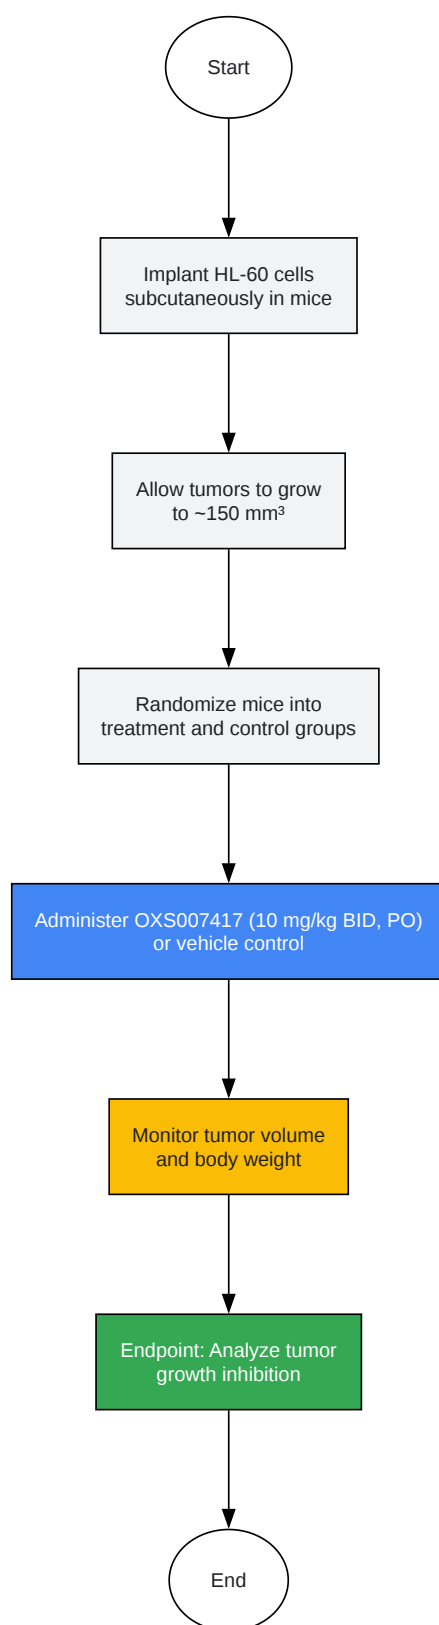 Start
Implant HL-60 cells
subcutaneously in mice
Allow tumors to grow
to ~150 mm³
Randomize mice into
treatment and control groups
Administer OXS007417 (10 mg/kg BID, PO)
or vehicle control
Monitor tumor volume
and body weight
Endpoint: Analyze tumor
growth inhibition
End